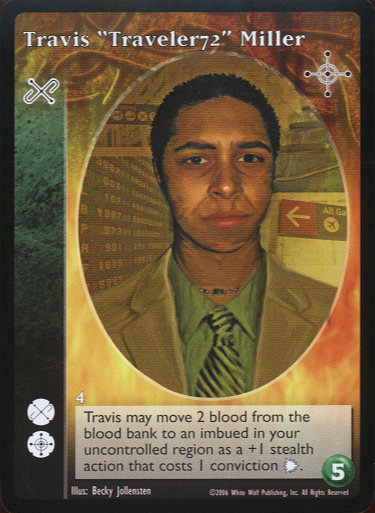 Travis "Traveler72" Miller
All Ga
4
Travis may move 2 blood from the
blood bank to an imbued in your
uncontrolled region as a +1 stealth
action that costs 1 conviction .
5
Illus: Becky Jollensten
©2006 White Wolf Publishing, Inc. All Rights Reserved